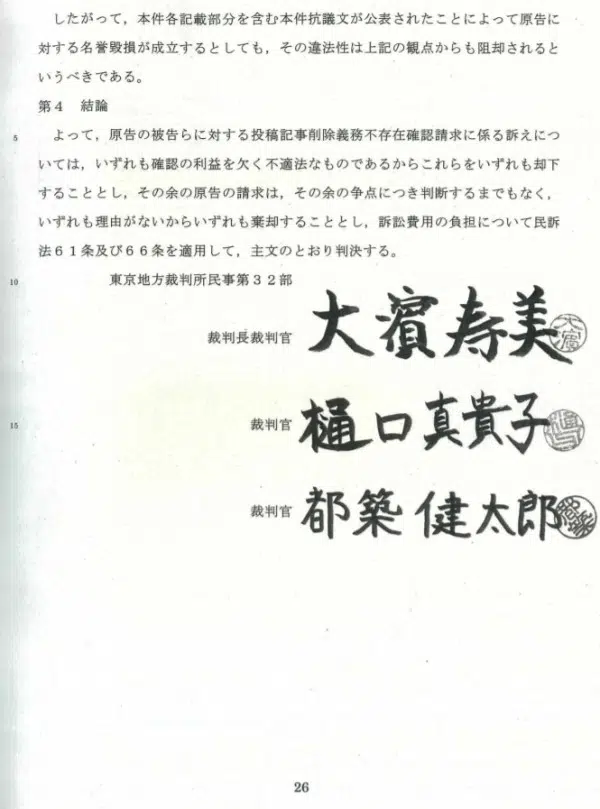 したがって，本件各記載部分を含む本件抗議文が公表されたことによって原告に
対する名誉毀損が成立するとしても，その違法性は上記の観点からも阻却されると
いうべきである。
第４　結論
5　よって，原告の被告らに対する投稿記事削除義務不存在確認請求に係る訴えにつ
いては，いずれも確認の利益を欠く不適法なものであるからこれらをいずれも却下
することとし，その余の原告の請求は，その余の争点につき判断するまでもなく，
いずれも理由がないからいずれも棄却することとし，訴訟費用の負担について民訴
法６１条及び６６条を適用して，主文のとおり判決する。
10　東京地方裁判所民事第３２部
裁判長裁判官　大濱寿美　大濱
15　裁判官　樋口真貴子
裁判官　都築健太郎
26